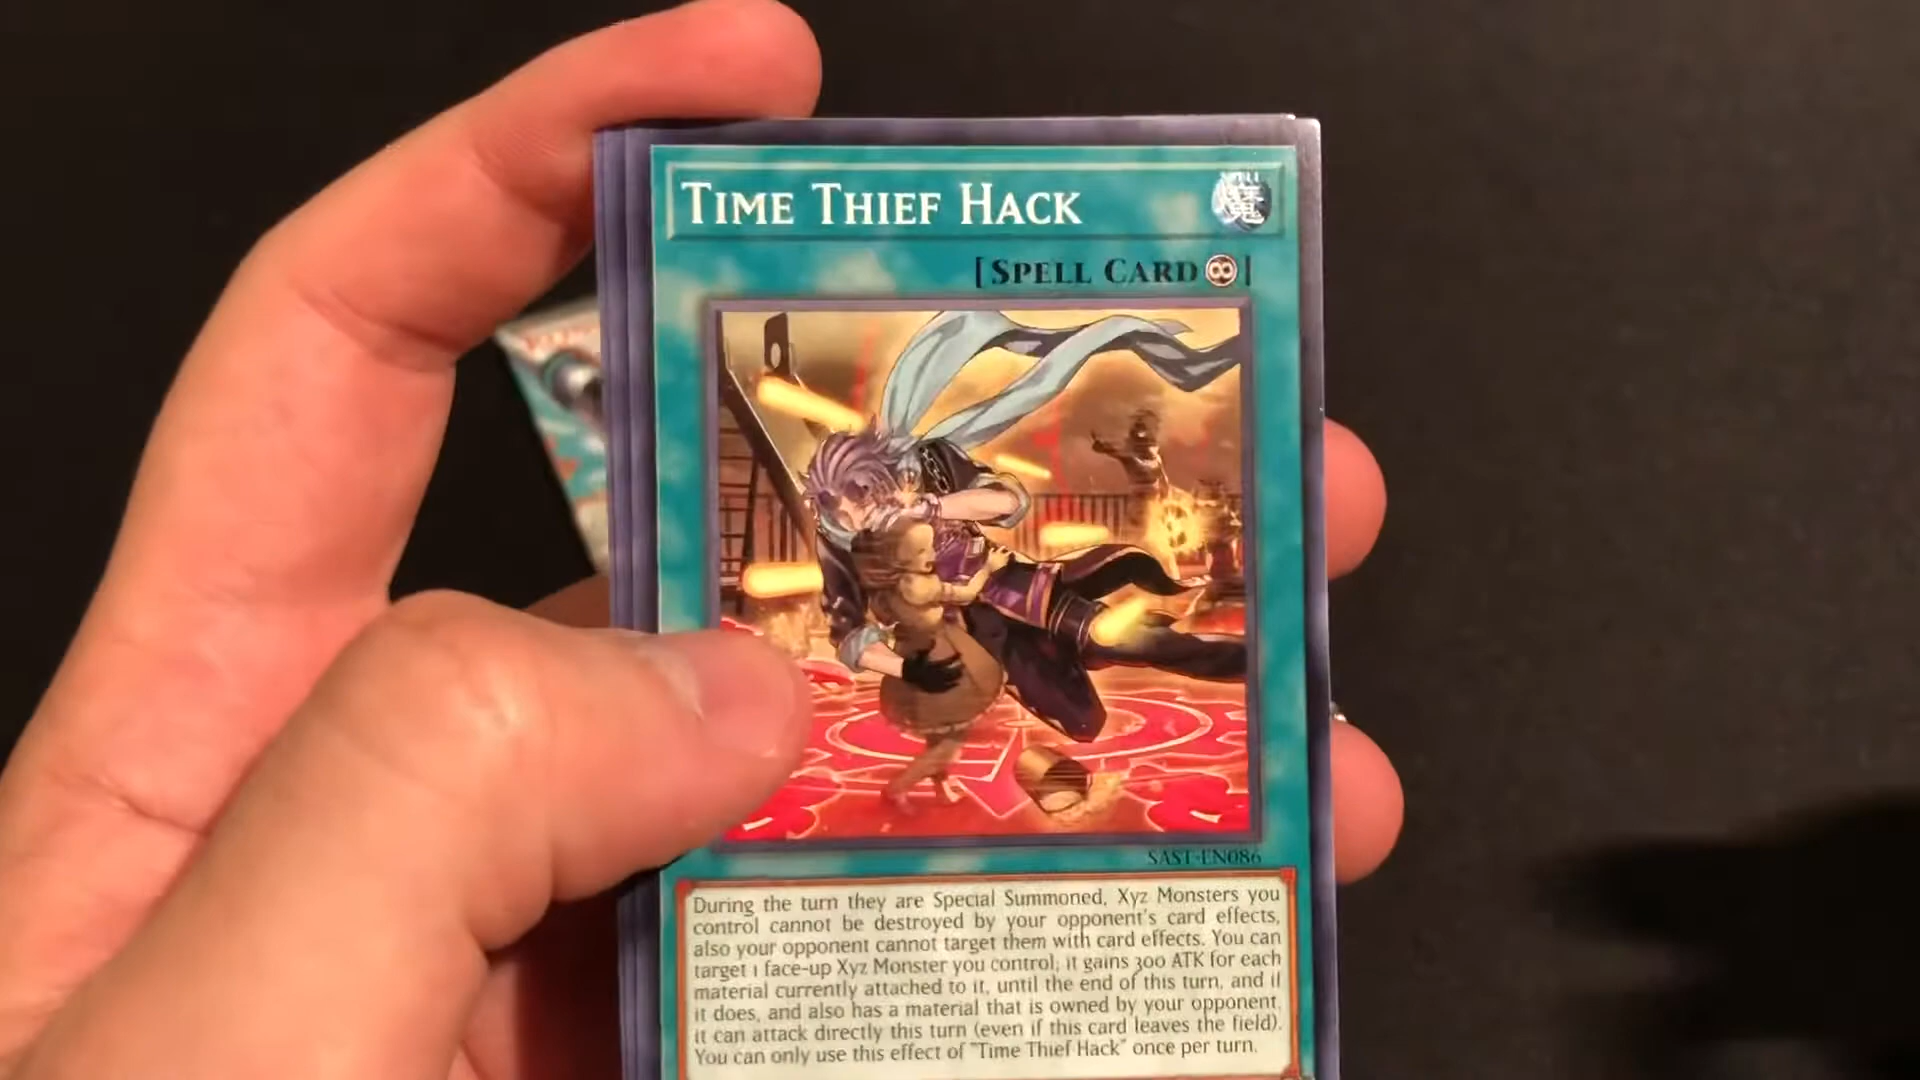 TIME THIEF HACK
SPELL
魔
[SPELL CARD ]
SAST-EN086
During the turn they are Special Summoned, Xyz Monsters you
control cannot be destroyed by your opponent's card effects,
also your opponent cannot target them with card effects. You can
target 1 face-up Xyz Monster you control; it gains 300 ATK for each
material currently attached to it, until the end of this turn, and if
it does, and also has a material that is owned by your opponent,
it can attack directly this turn (even if this card leaves the field).
You can only use this effect of "Time Thief Hack" once per turn.